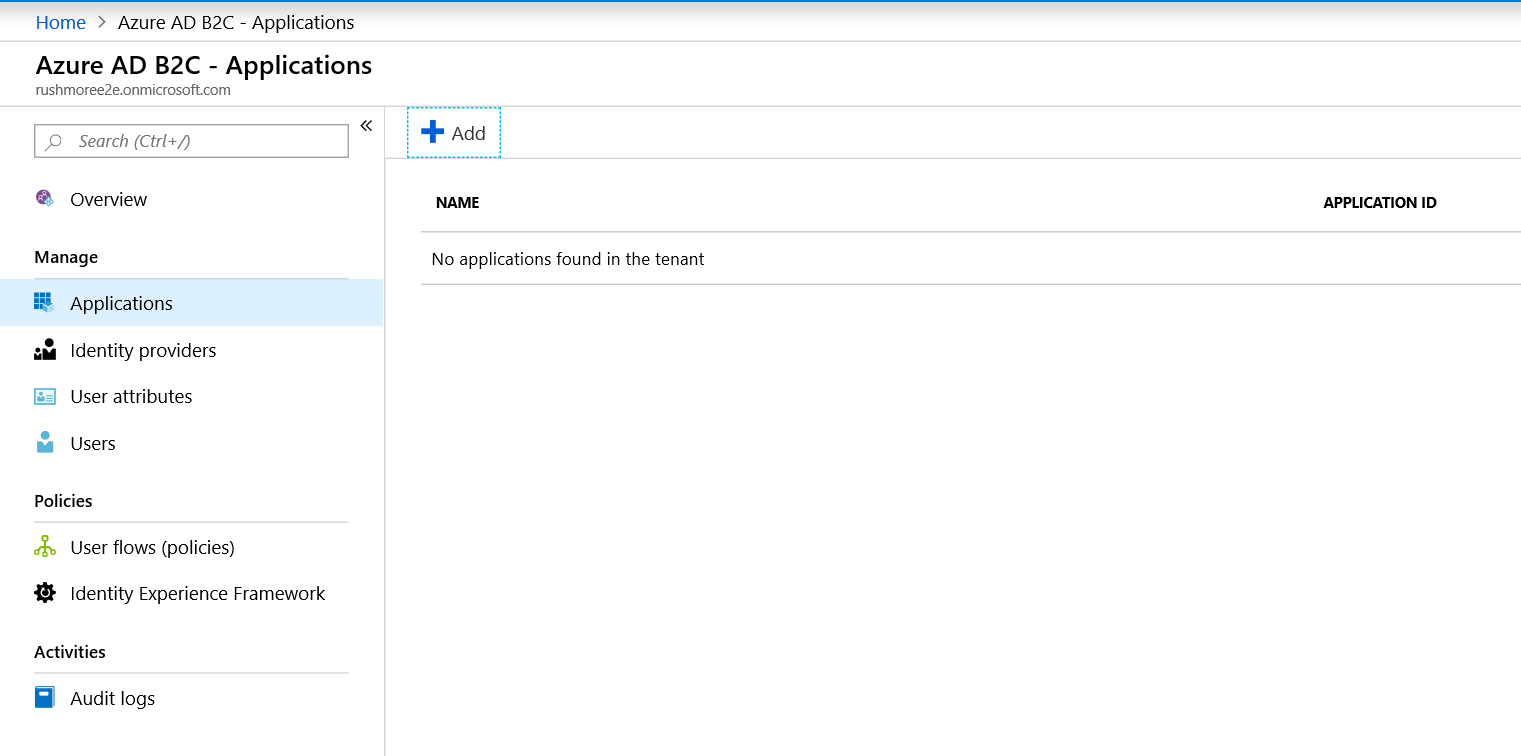 Home > Azure AD B2C - Applications
Azure AD B2C - Applications
rushmoree2e.onmicrosoft.com
Search (Ctrl+/)
«
Overview
Manage
Applications
Identity providers
User attributes
Users
Policies
User flows (policies)
Identity Experience Framework
Activities
Audit logs
Add
NAME APPLICATION ID
No applications found in the tenant